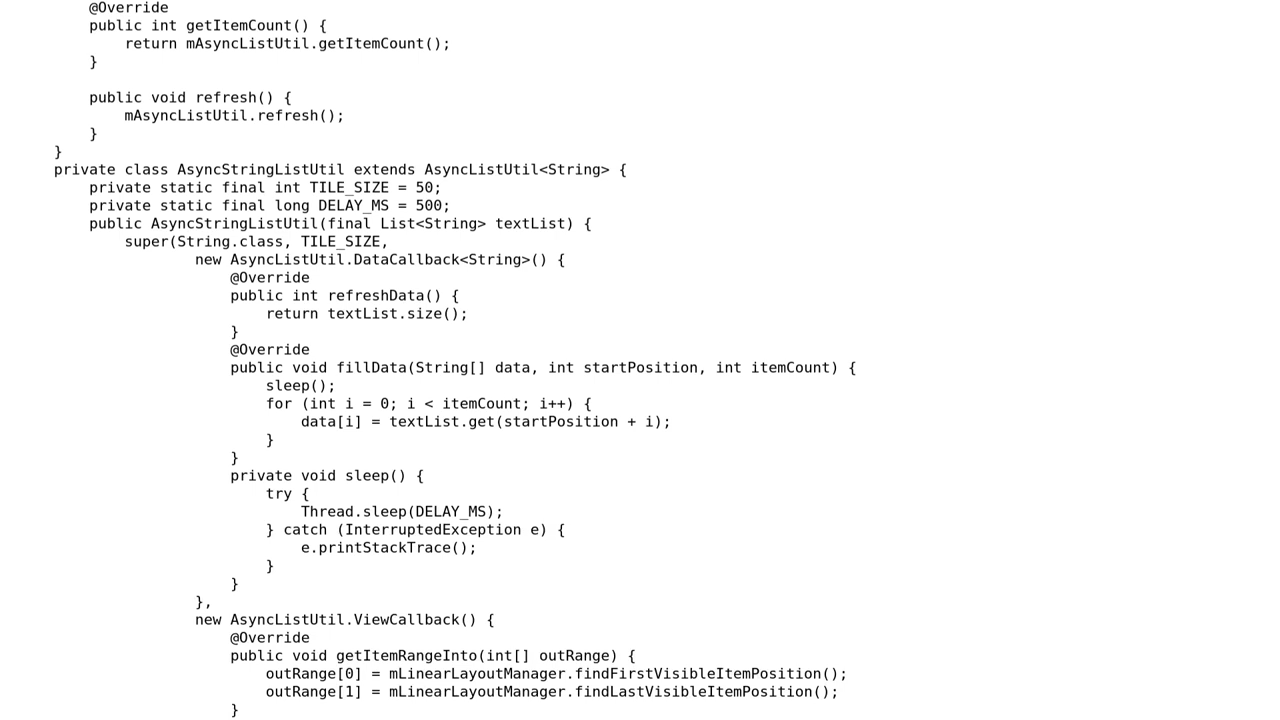 @Override
    public int getItemCount() {
        return mAsyncListUtil.getItemCount();
    }

    public void refresh() {
        mAsyncListUtil.refresh();
    }
}
private class AsyncStringListUtil extends AsyncListUtil<String> {
    private static final int TILE_SIZE = 50;
    private static final long DELAY_MS = 500;
    public AsyncStringListUtil(final List<String> textList) {
        super(String.class, TILE_SIZE,
                new AsyncListUtil.DataCallback<String>() {
                    @Override
                    public int refreshData() {
                        return textList.size();
                    }
                    @Override
                    public void fillData(String[] data, int startPosition, int itemCount) {
                        sleep();
                        for (int i = 0; i < itemCount; i++) {
                            data[i] = textList.get(startPosition + i);
                        }
                    }
                    private void sleep() {
                        try {
                            Thread.sleep(DELAY_MS);
                        } catch (InterruptedException e) {
                            e.printStackTrace();
                        }
                    }
                },
                new AsyncListUtil.ViewCallback() {
                    @Override
                    public void getItemRangeInto(int[] outRange) {
                        outRange[0] = mLinearLayoutManager.findFirstVisibleItemPosition();
                        outRange[1] = mLinearLayoutManager.findLastVisibleItemPosition();
                    }